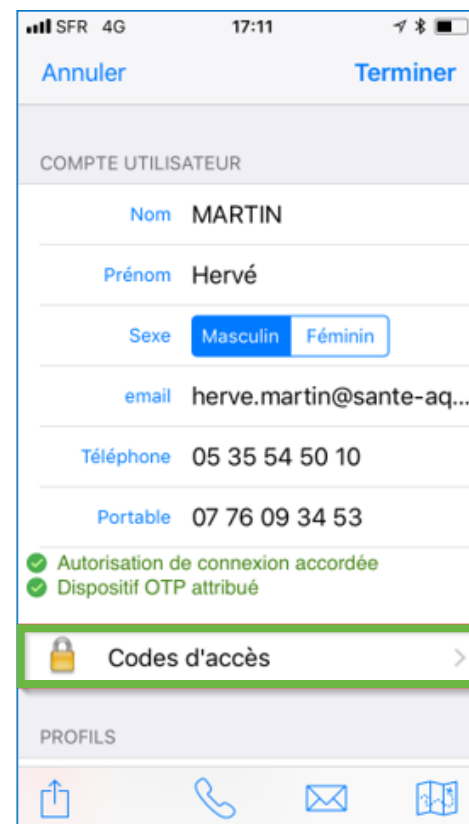 SFR 4G 17:11
Annuler Terminer
COMPTE UTILISATEUR
Nom MARTIN
Prénom Hervé
Sexe Masculin Féminin
email herve.martin@sante-aq...
Téléphone 05 35 54 50 10
Portable 07 76 09 34 53
Autorisation de connexion accordée
Dispositif OTP attribué
Codes d'accès
PROFILS